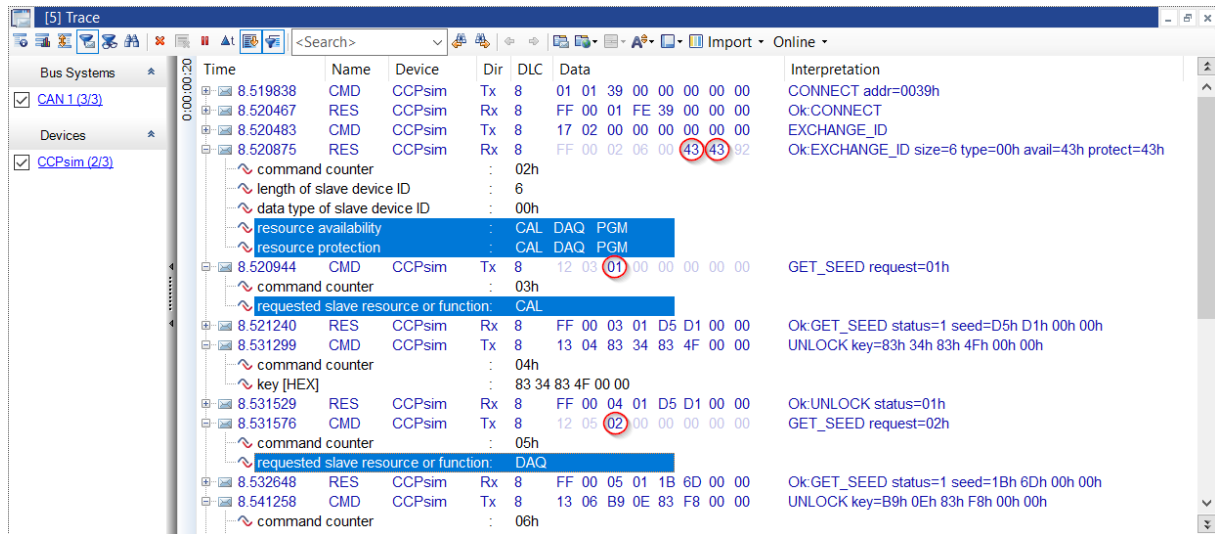 [5] Trace
<Search> Import Online
Bus Systems
CAN 1 (3/3)
Devices
CCPsim (2/3)
0:00:00:20
Time Name Device Dir DLC Data Interpretation
8.519838 CMD CCPsim Tx 8 01 01 39 00 00 00 00 00 CONNECT addr=0039h
8.520467 RES CCPsim Rx 8 FF 00 01 FE 39 00 00 00 Ok:CONNECT
8.520483 CMD CCPsim Tx 8 17 02 00 00 00 00 00 00 EXCHANGE_ID
8.520875 RES CCPsim Rx 8 FF 00 02 06 00 43 43 92 Ok:EXCHANGE_ID size=6 type=00h avail=43h protect=43h
command counter : 02h
length of slave device ID : 6
data type of slave device ID : 00h
resource availability : CAL DAQ PGM
resource protection : CAL DAQ PGM
8.520944 CMD CCPsim Tx 8 12 03 01 00 00 00 00 00 GET_SEED request=01h
command counter : 03h
requested slave resource or function: CAL
8.521240 RES CCPsim Rx 8 FF 00 03 01 D5 D1 00 00 Ok:GET_SEED status=1 seed=D5h D1h 00h 00h
8.531299 CMD CCPsim Tx 8 13 04 83 34 83 4F 00 00 UNLOCK key=83h 34h 83h 4Fh 00h 00h
command counter : 04h
key [HEX] : 83 34 83 4F 00 00
8.531529 RES CCPsim Rx 8 FF 00 04 01 D5 D1 00 00 Ok:UNLOCK status=01h
8.531576 CMD CCPsim Tx 8 12 05 02 00 00 00 00 00 GET_SEED request=02h
command counter : 05h
requested slave resource or function: DAQ
8.532648 RES CCPsim Rx 8 FF 00 05 01 1B 6D 00 00 Ok:GET_SEED status=1 seed=1Bh 6Dh 00h 00h
8.541258 CMD CCPsim Tx 8 13 06 B9 0E 83 F8 00 00 UNLOCK key=B9h 0Eh 83h F8h 00h 00h
command counter : 06h